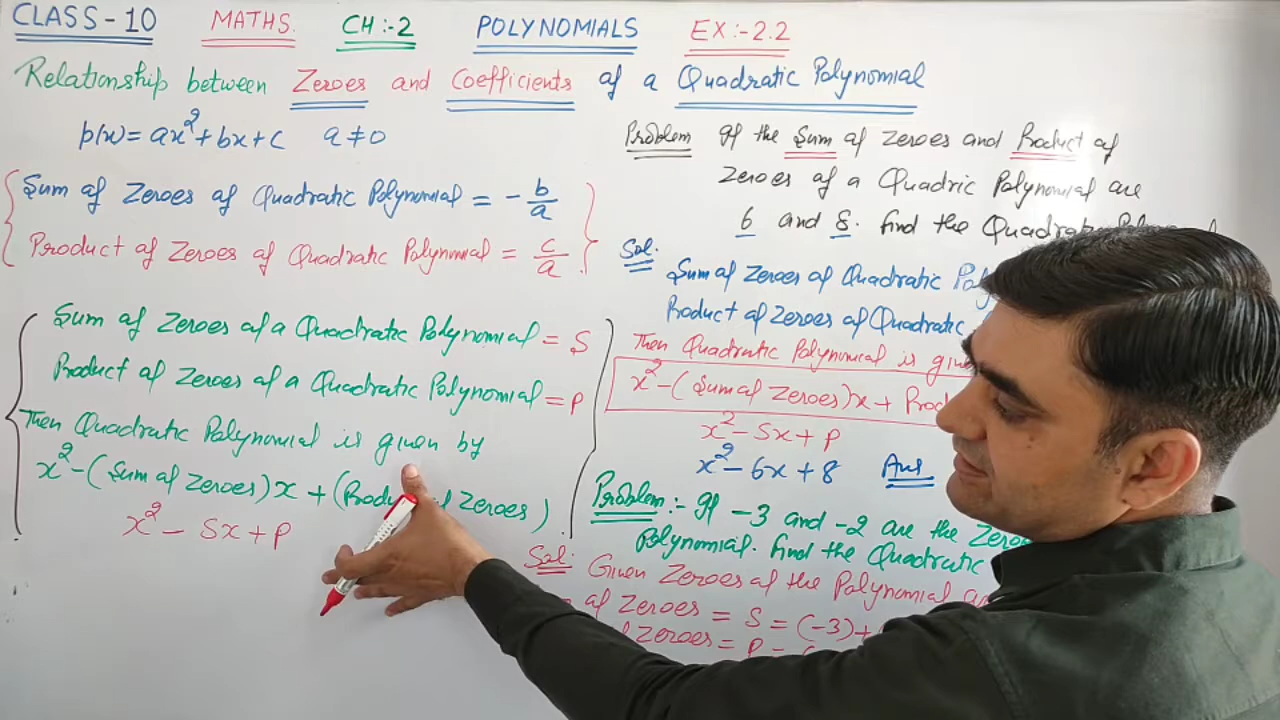 CLASS-10 MATHS. CH:-2 POLYNOMIALS EX:-2.2
Relationship between Zeroes and Coefficients of a Quadratic Polynomial
p(x) = ax²+bx+c a≠0
Sum of Zeroes of Quadratic Polynomial = - b/a
Product of Zeroes of Quadratic Polynomial = c/a
Sum of Zeroes of a Quadratic Polynomial = S
Product of Zeroes of a Quadratic Polynomial = P
Then Quadratic Polynomial is given by
x² - (Sum of Zeroes)x + (Produ of Zeroes)
x² - Sx + P
Problem If the Sum of Zeroes and Product of
Zeroes of a Quadric Polynomial are
6 and 8. find the Quadratic
Sol:
Sum of Zeroes of Quadratic Pol
Product of Zeroes of Quadratic
Then Quadratic Polynomial is give
x² - (Sum of Zeroes)x + Prod
x² - Sx + P
x² - 6x + 8 Ans
Problem:- If -3 and -2 are the Zeroe
Polynomial. find the Quadratic
Sol: Given Zeroes of the Polynomial a
of Zeroes = S = (-3)+
Zeroes = P =